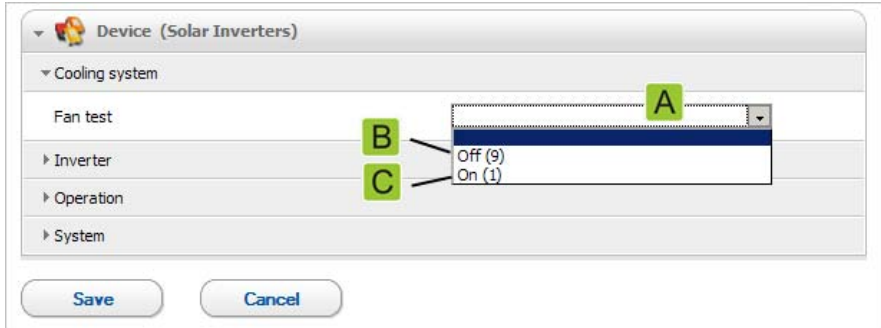 Device (Solar Inverters)
Cooling system
Fan test
A
B
Off (9)
C
On (1)
Inverter
Operation
System
Save
Cancel